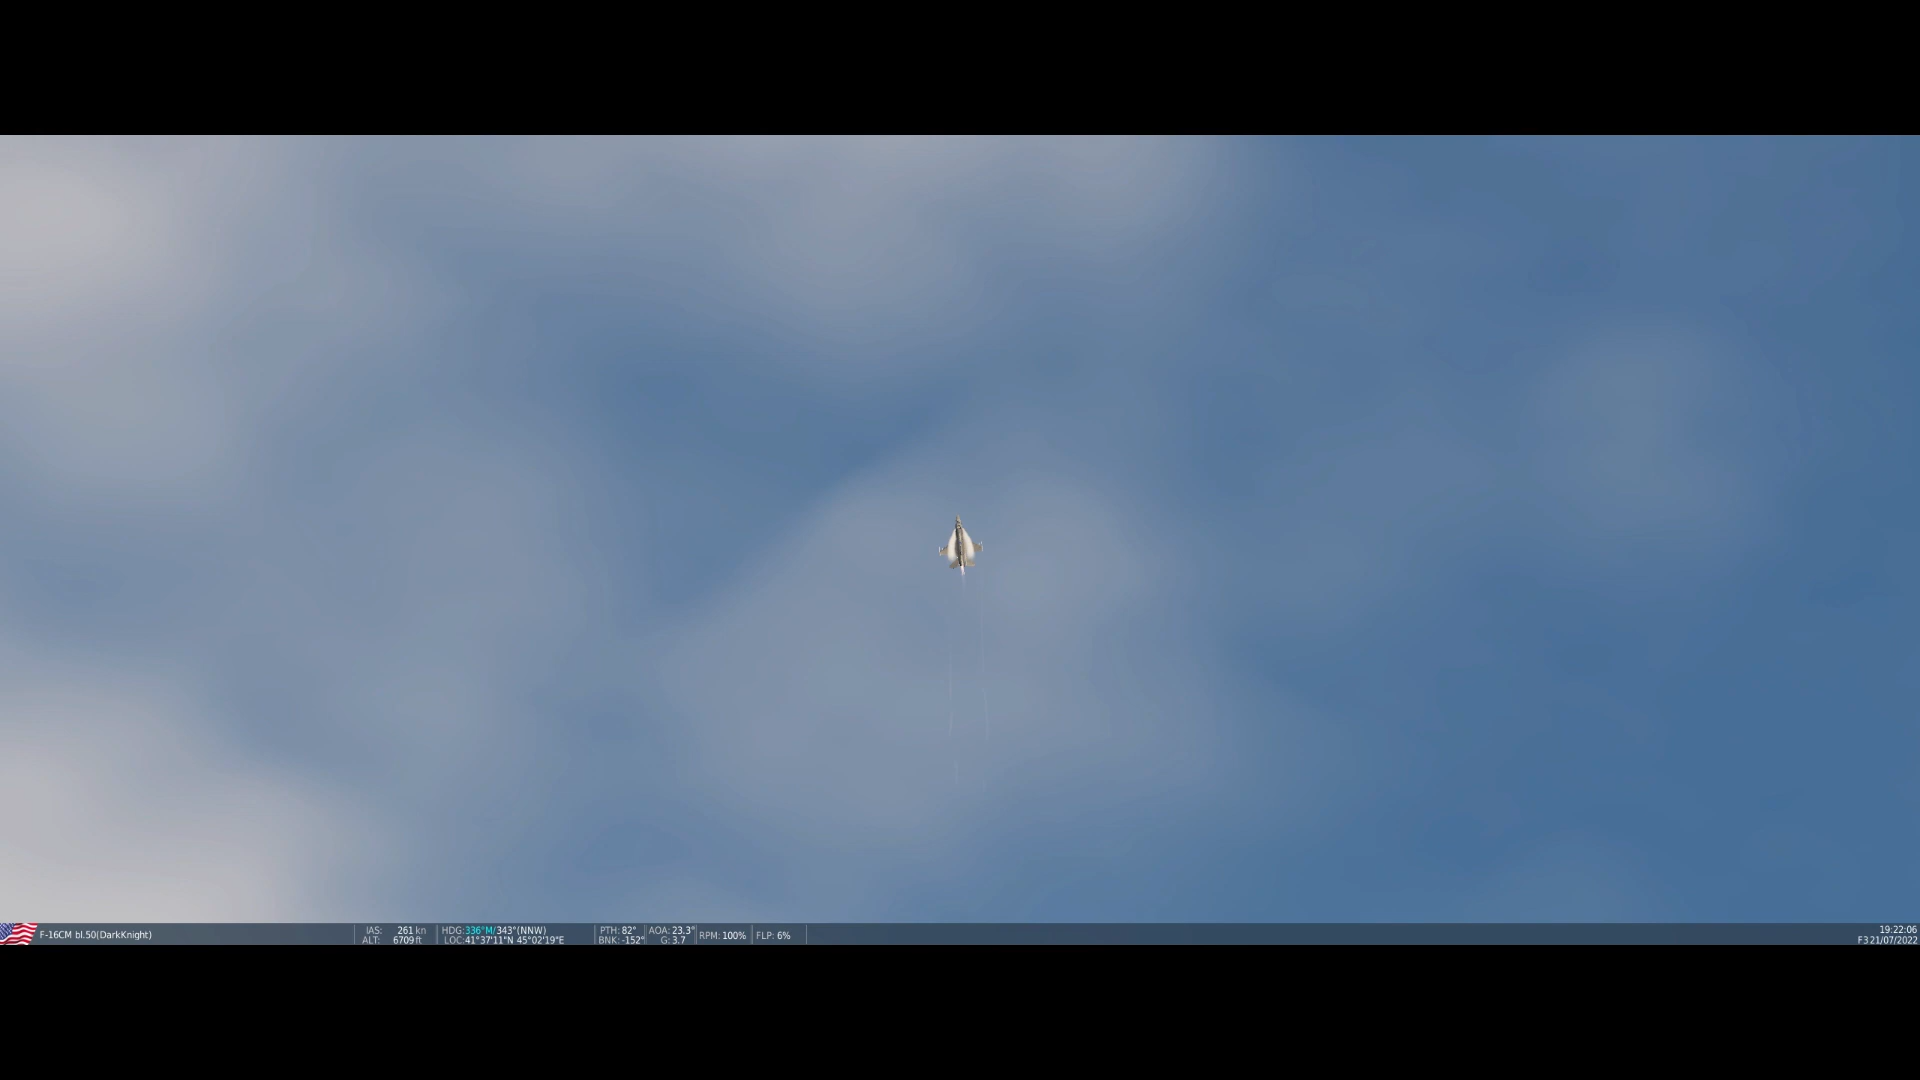 F-16CM bl.50(DarkKnight)
IAS: 261 kn
ALT: 6709 ft
HDG:336°M/343°(NNW)
LOC:41°37'11"N 45°02'19"E
PTH: 82°
BNK: -152°
AOA: 23.3°
G: 3.7
RPM: 100%
FLP: 6%
19:22:06
F3 21/07/2022